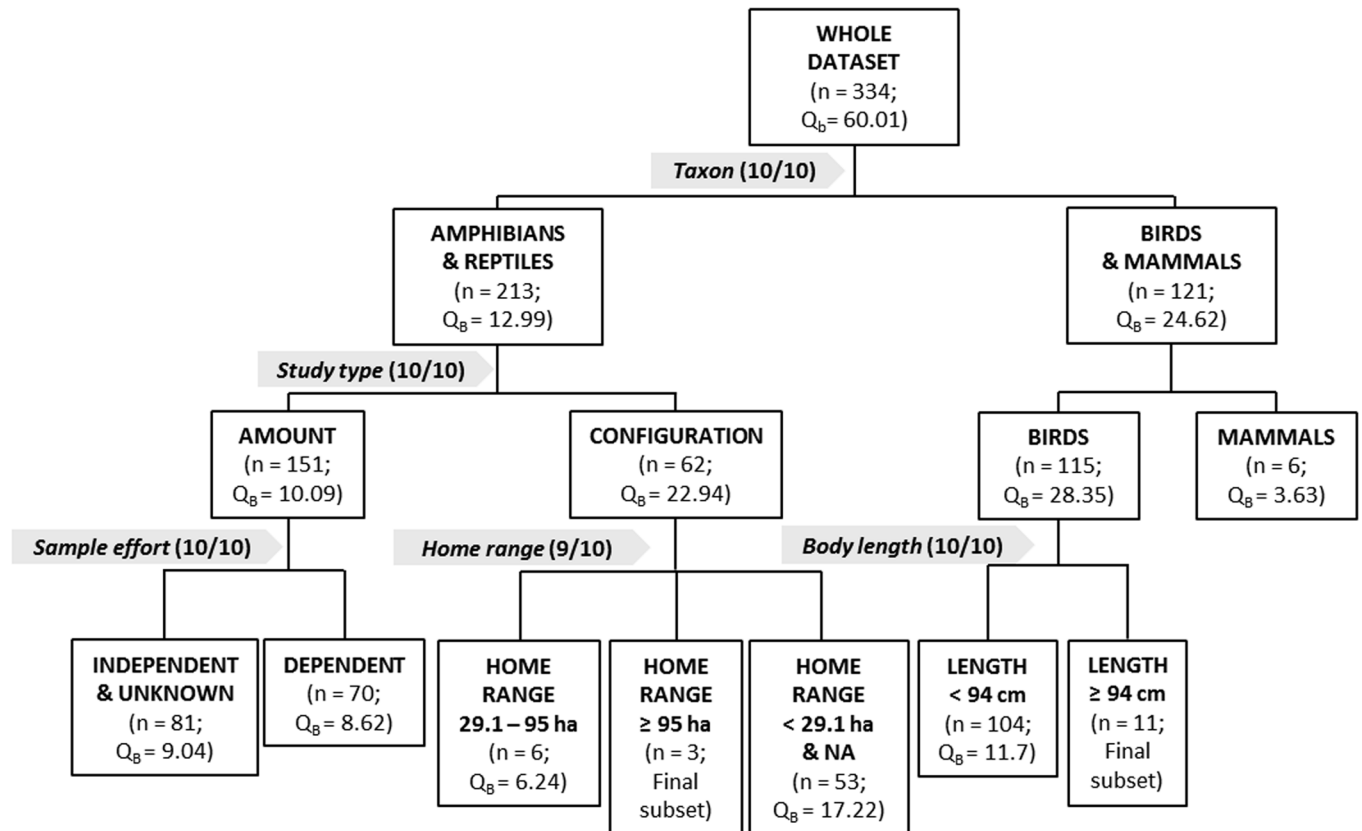 WHOLE
DATASET
(n = 334;
Qb= 60.01)
Taxon (10/10)
AMPHIBIANS
& REPTILES
(n = 213;
QB= 12.99)
BIRDS
& MAMMALS
(n = 121;
QB= 24.62)
Study type (10/10)
AMOUNT
(n = 151;
QB= 10.09)
CONFIGURATION
(n = 62;
QB= 22.94)
BIRDS
(n = 115;
QB= 28.35)
MAMMALS
(n = 6;
QB= 3.63)
Sample effort (10/10)
Home range (9/10)
Body length (10/10)
INDEPENDENT
& UNKNOWN
(n = 81;
QB= 9.04)
DEPENDENT
(n = 70;
QB= 8.62)
HOME
RANGE
29.1 – 95 ha
(n = 6;
QB= 6.24)
HOME
RANGE
≥ 95 ha
(n = 3;
Final
subset)
HOME
RANGE
< 29.1 ha
& NA
(n = 53;
QB= 17.22)
LENGTH
< 94 cm
(n = 104;
QB= 11.7)
LENGTH
≥ 94 cm
(n = 11;
Final
subset)